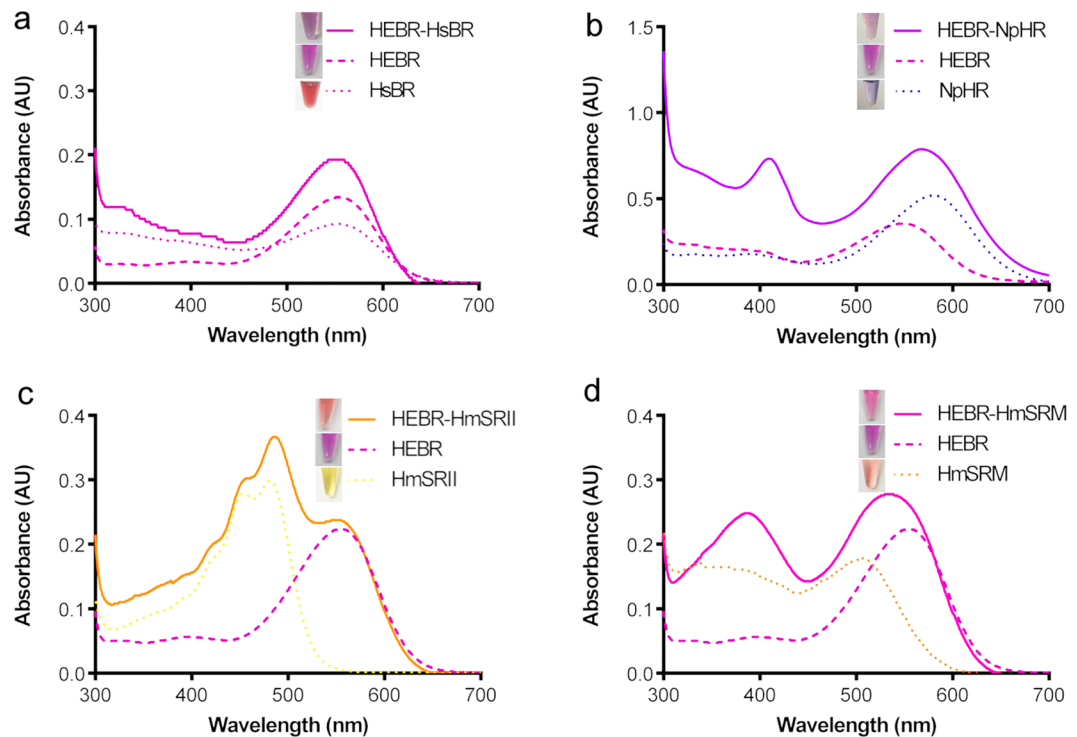 a
0.4
0.3
0.2
0.1
0.0
300
400
500
600
700
Absorbance (AU)
Wavelength (nm)
HEBR-HsBR
HEBR
HsBR
b
1.5
1.0
0.5
0.0
300
400
500
600
700
Absorbance (AU)
Wavelength (nm)
HEBR-NpHR
HEBR
NpHR
c
0.4
0.3
0.2
0.1
0.0
300
400
500
600
700
Absorbance (AU)
Wavelength (nm)
HEBR-HmSRII
HEBR
HmSRII
d
0.4
0.3
0.2
0.1
0.0
300
400
500
600
700
Absorbance (AU)
Wavelength (nm)
HEBR-HmSRM
HEBR
HmSRM